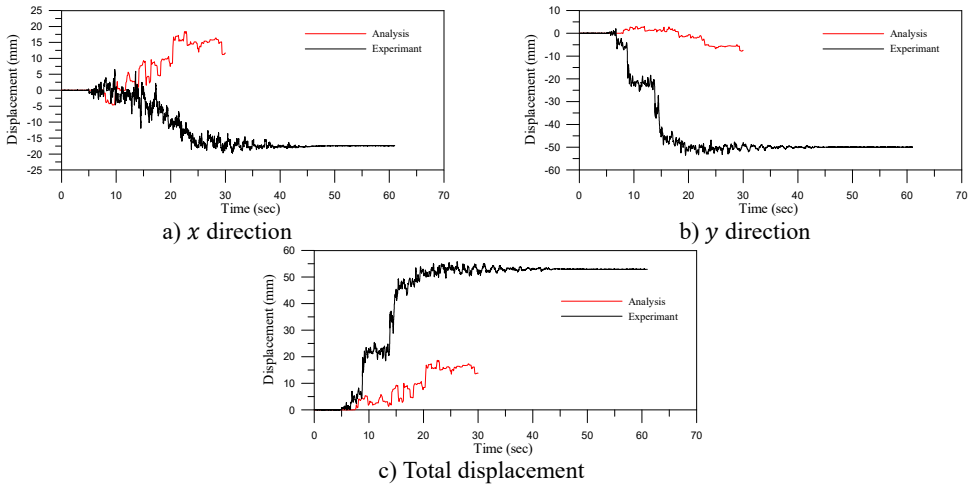 25
20
15
10
5
0
-5
-10
-15
-20
-25
Displacement (mm)
Analysis
Experimant
0 10 20 30 40 50 60 70
Time (sec)
a) x direction
10
0
-10
-20
-30
-40
-50
-60
Displacement (mm)
Analysis
Experimant
0 10 20 30 40 50 60 70
Time (sec)
b) y direction
60
50
40
30
20
10
0
Displacement (mm)
Analysis
Experimant
0 10 20 30 40 50 60 70
Time (sec)
c) Total displacement